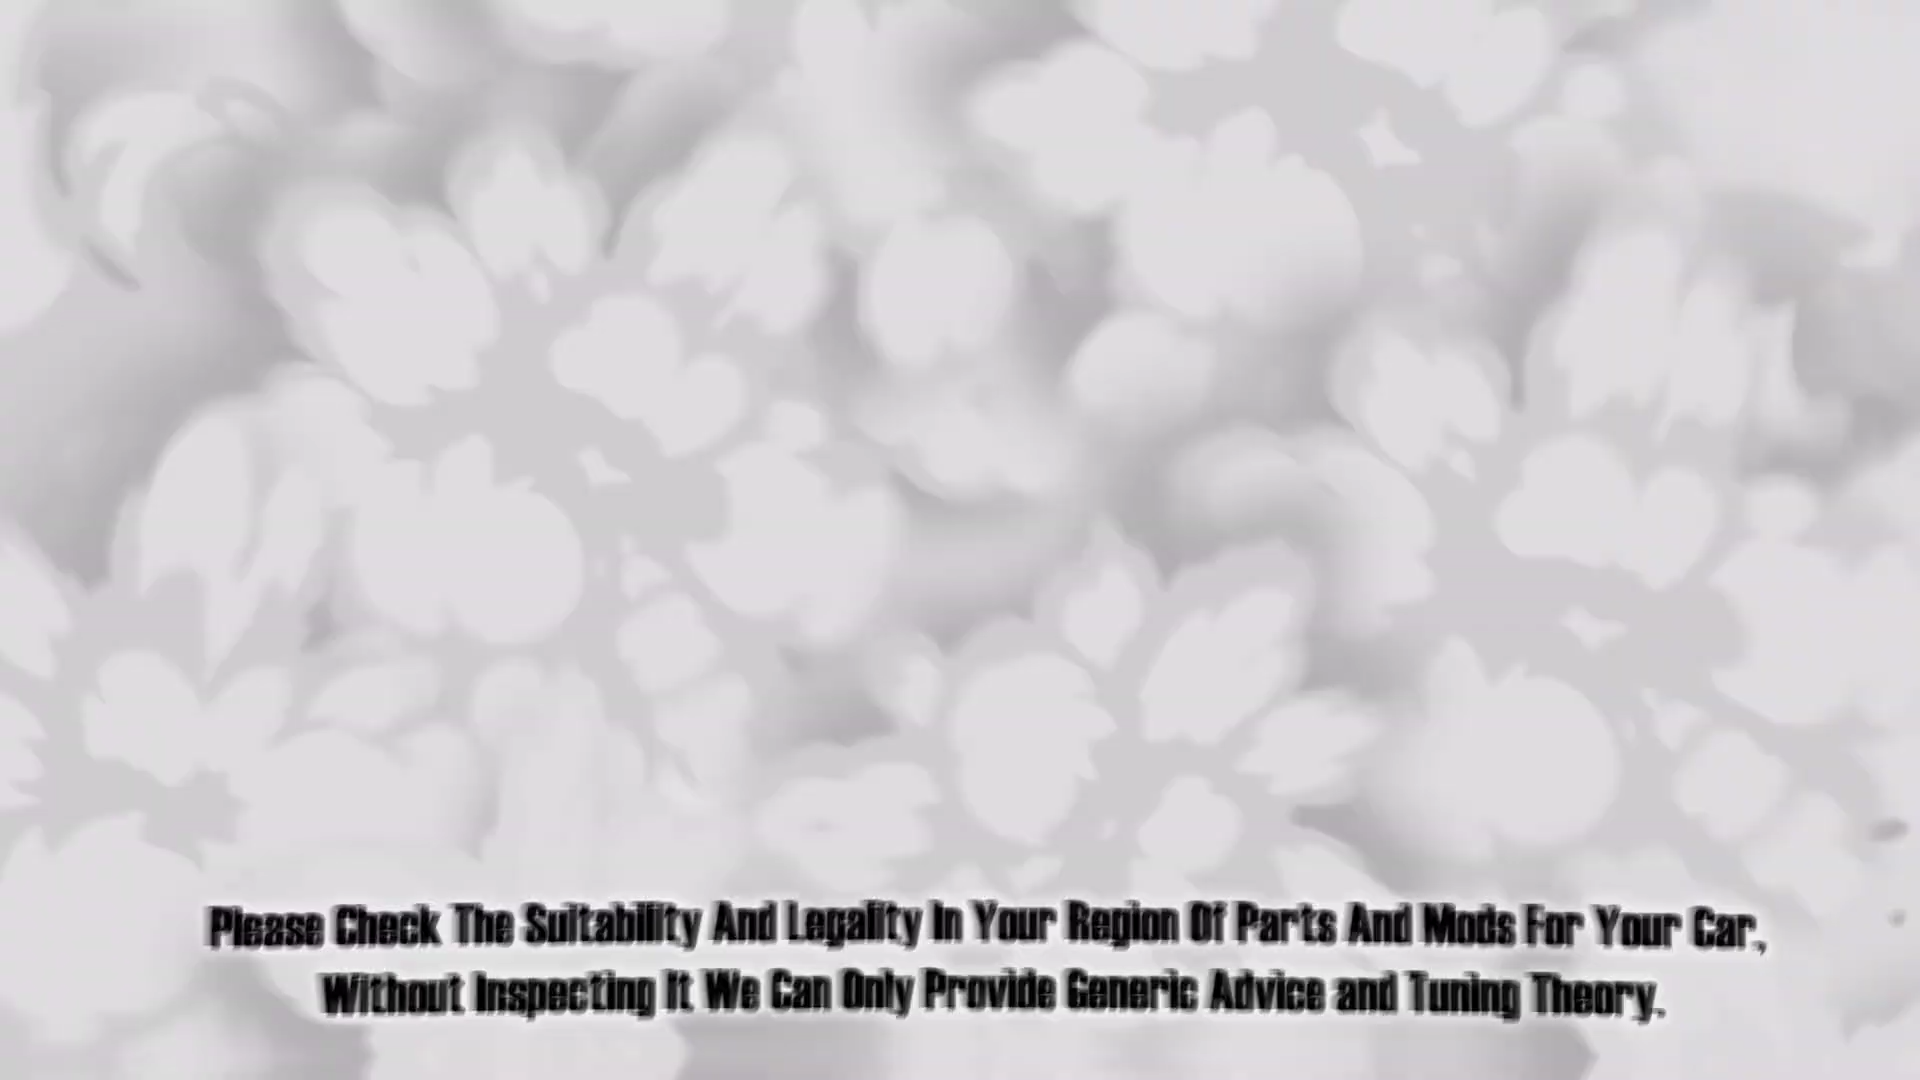 Please Check The Suitability And Legality In Your Region Of Parts And Mods For Your Car,
Without Inspecting It We Can Only Provide Generic Advice and Tuning Theory.